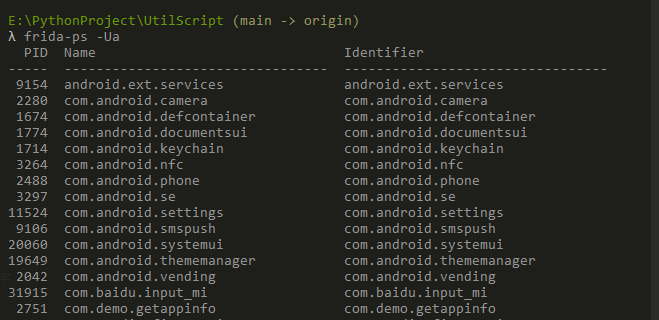 E:\PythonProject\UtilScript (main -> origin)
λ frida-ps -Ua
  PID  Name                               Identifier
-----  ---------------------------------  ---------------------------------
 9154  android.ext.services               android.ext.services
 2280  com.android.camera                 com.android.camera
 1674  com.android.defcontainer           com.android.defcontainer
 1774  com.android.documentsui            com.android.documentsui
 1714  com.android.keychain               com.android.keychain
 3264  com.android.nfc                    com.android.nfc
 2488  com.android.phone                  com.android.phone
 3297  com.android.se                     com.android.se
11524  com.android.settings               com.android.settings
 9106  com.android.smspush                com.android.smspush
20060  com.android.systemui               com.android.systemui
19649  com.android.thememanager           com.android.thememanager
 2042  com.android.vending                com.android.vending
31915  com.baidu.input_mi                 com.baidu.input_mi
 2751  com.demo.getappinfo                com.demo.getappinfo